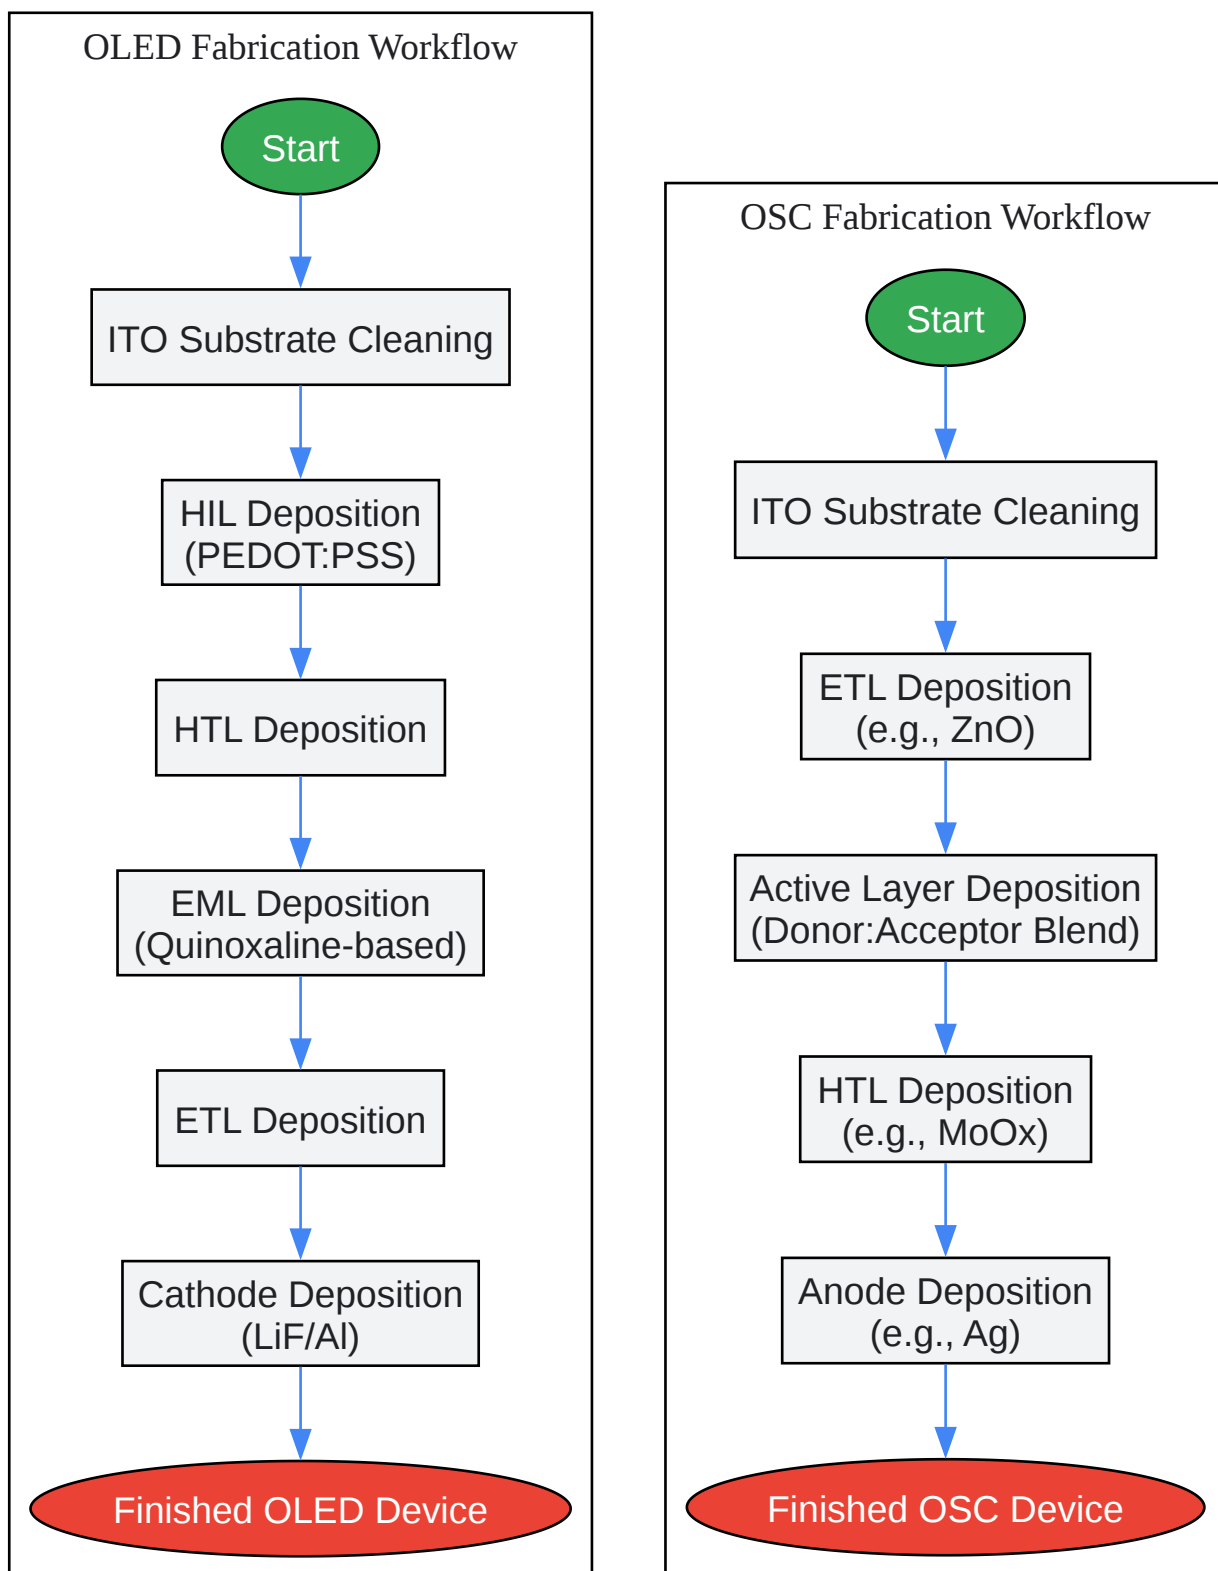 OLED Fabrication Workflow
Start
ITO Substrate Cleaning
HIL Deposition
(PEDOT:PSS)
HTL Deposition
EML Deposition
(Quinoxaline-based)
ETL Deposition
Cathode Deposition
(LiF/Al)
Finished OLED Device
OSC Fabrication Workflow
Start
ITO Substrate Cleaning
ETL Deposition
(e.g., ZnO)
Active Layer Deposition
(Donor:Acceptor Blend)
HTL Deposition
(e.g., MoOx)
Anode Deposition
(e.g., Ag)
Finished OSC Device